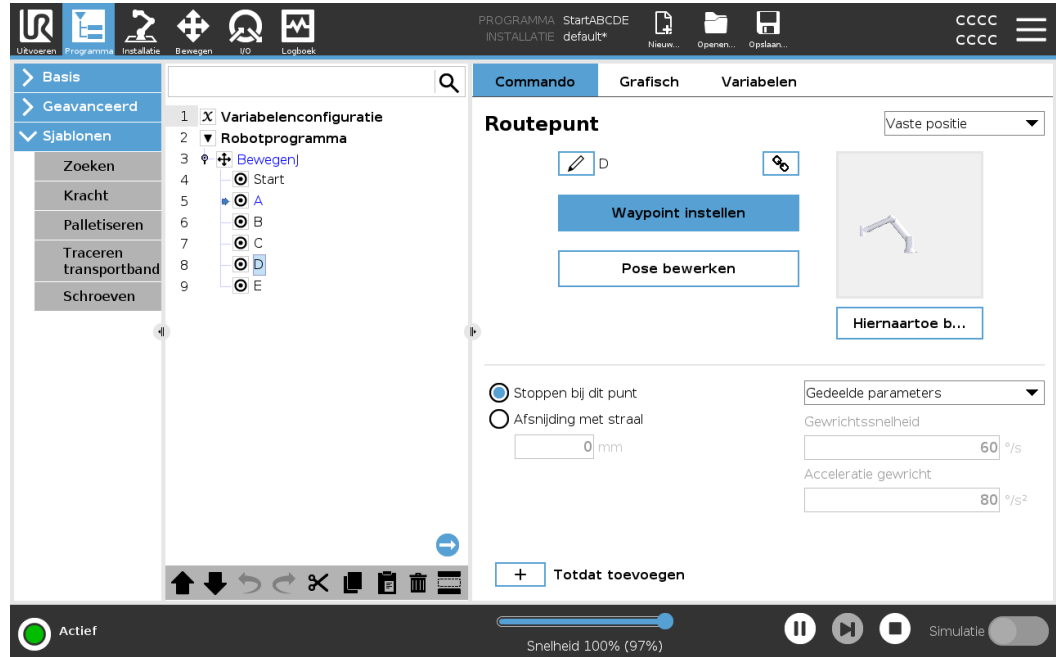 UR
Uitvoeren Programma Installatie Bewegen I/O Logboek
PROGRAMMA StartABCDE
INSTALLATIE default*
Nieuw... Openen... Opslaan...
CCCC
CCCC
Basis
Geavanceerd
Sjablonen
Zoeken
Kracht
Palletiseren
Traceren
transportband
Schroeven
1 X Variabelenconfiguratie
2 Robotprogramma
3 BewegenJ
4 Start
5 A
6 B
7 C
8 D
9 E
Commando Grafisch Variabelen
Routepunt
Vaste positie
D
Waypoint instellen
Pose bewerken
Hiernaartoe b...
Stoppen bij dit punt
Afsnijding met straal
0 mm
Gedeelde parameters
Gewrichtssnelheid
60 °/s
Acceleratie gewricht
80 °/s²
+ Totdat toevoegen
Actief
Snelheid 100% (97%)
Simulatie